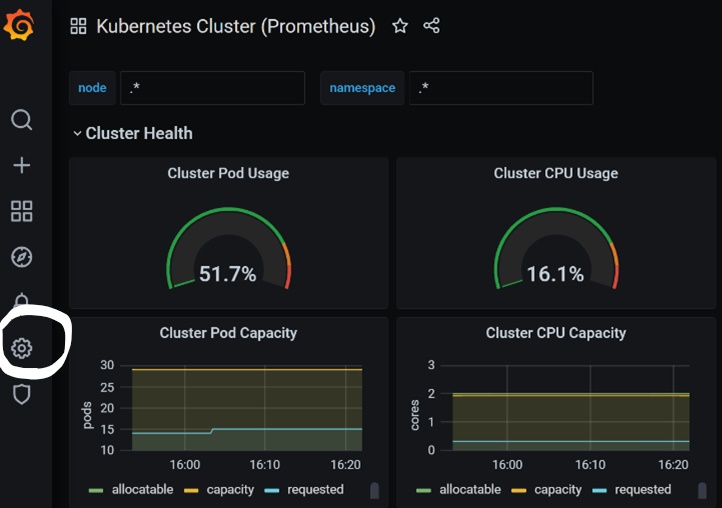 Kubernetes Cluster (Prometheus)
node .* namespace .*
Cluster Health
Cluster Pod Usage Cluster CPU Usage
51.7% 16.1%
Cluster Pod Capacity Cluster CPU Capacity
30 3
25
20 2
15 1
10 0
pods cores
16:00 16:10 16:20 16:00 16:10 16:20
allocatable capacity requested allocatable capacity requested